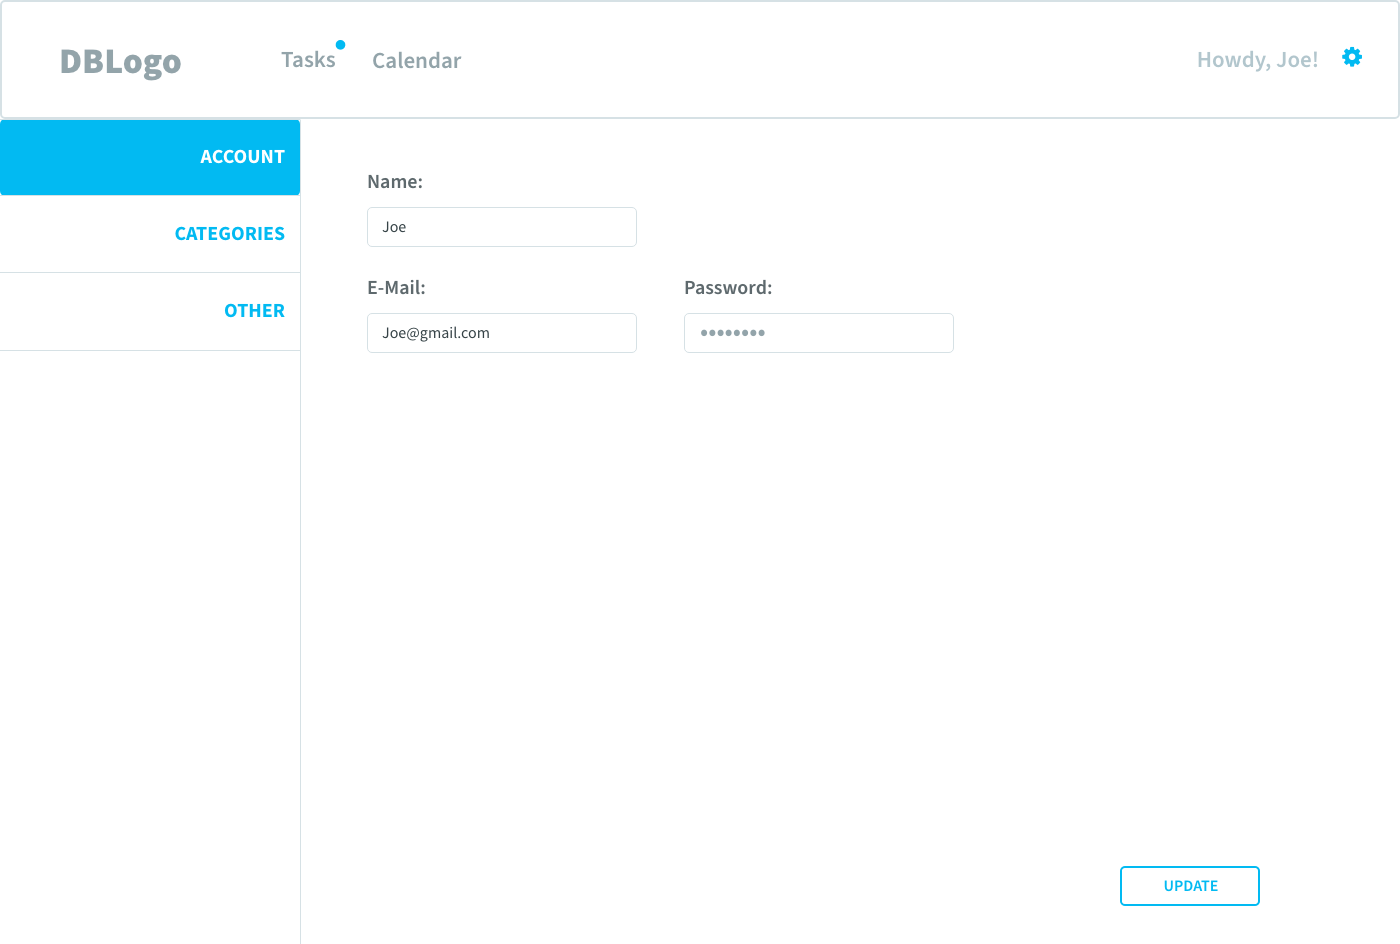 DBLogo
Tasks
Calendar
Howdy, Joe!
ACCOUNT
CATEGORIES
OTHER
Name:
Joe
E-Mail:
Password:
Joe@gmail.com
••••••••
UPDATE